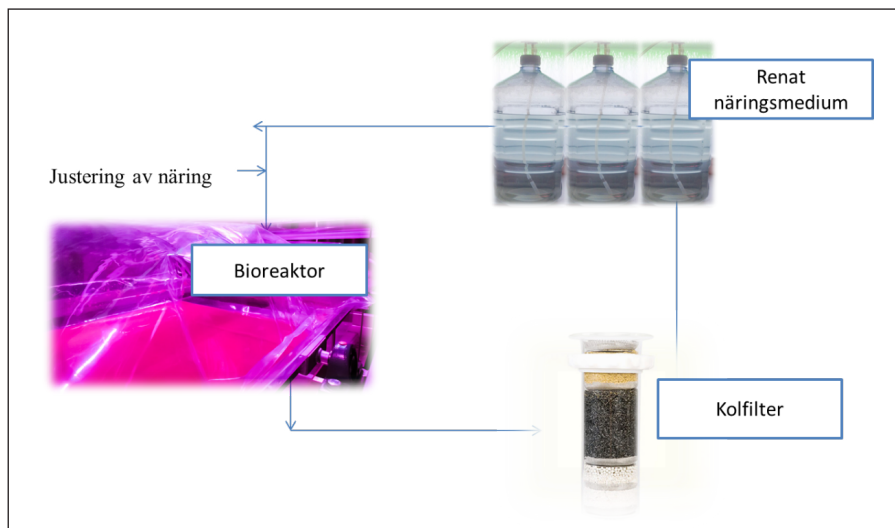 Renat
näringsmedium
Justering av näring
Bioreaktor
Kolfilter